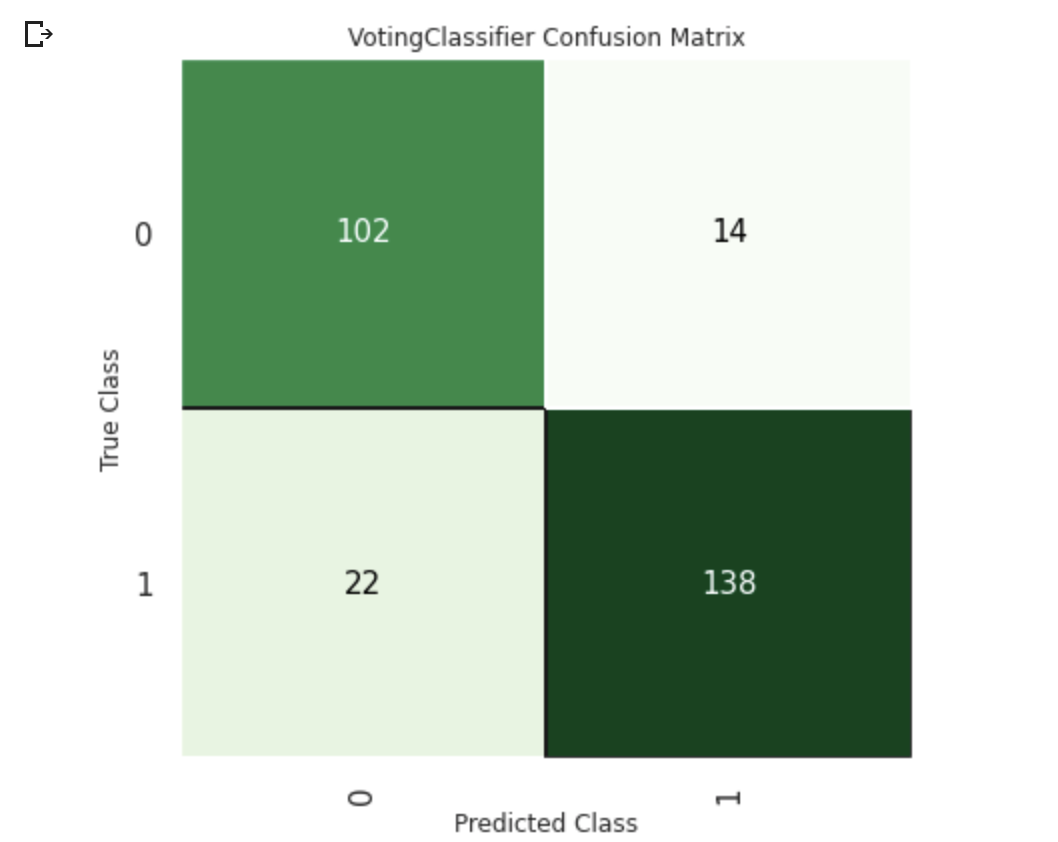 VotingClassifier Confusion Matrix
0
102
14
True Class
1
22
138
0
1
Predicted Class